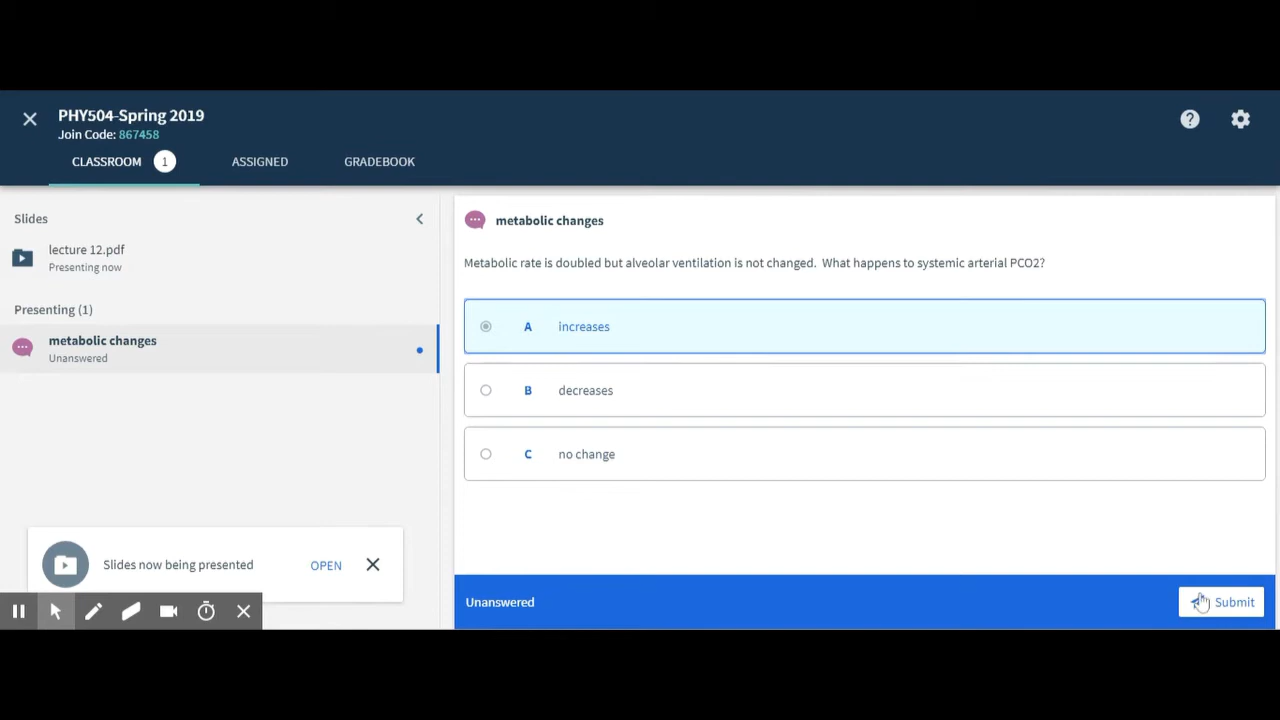 PHY504-Spring 2019
Join Code: 867458
CLASSROOM 1 ASSIGNED GRADEBOOK
Slides
lecture 12.pdf
Presenting now
Presenting (1)
metabolic changes
Unanswered
Slides now being presented OPEN
metabolic changes
Metabolic rate is doubled but alveolar ventilation is not changed. What happens to systemic arterial PCO2?
A increases
B decreases
C no change
Unanswered Submit